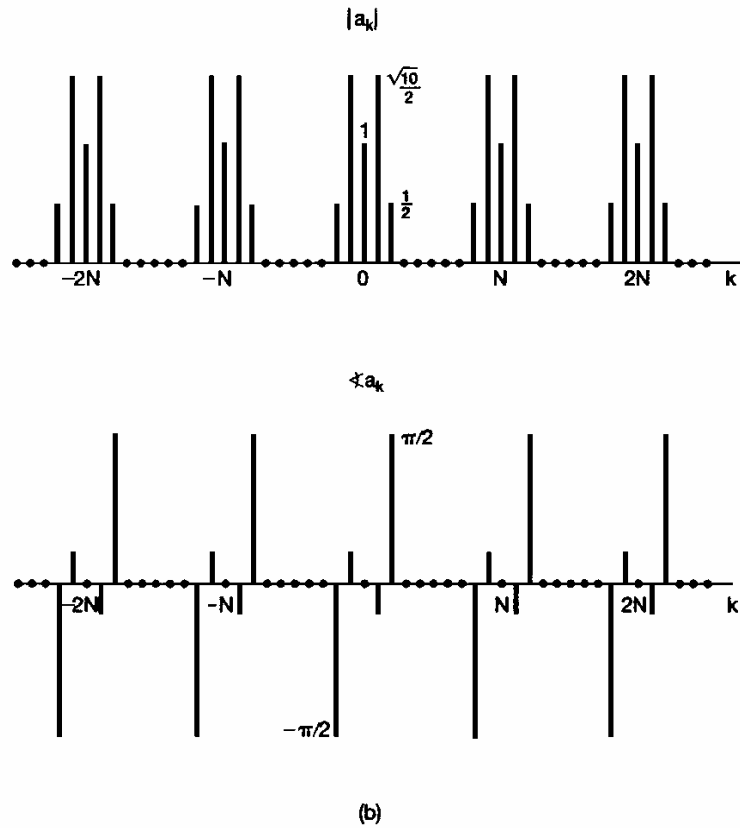 |a_k|
√10/2
1
1/2
−2N −N 0 N 2N k
∢a_k
π/2
−2N -N N 2N k
−π/2
(b)